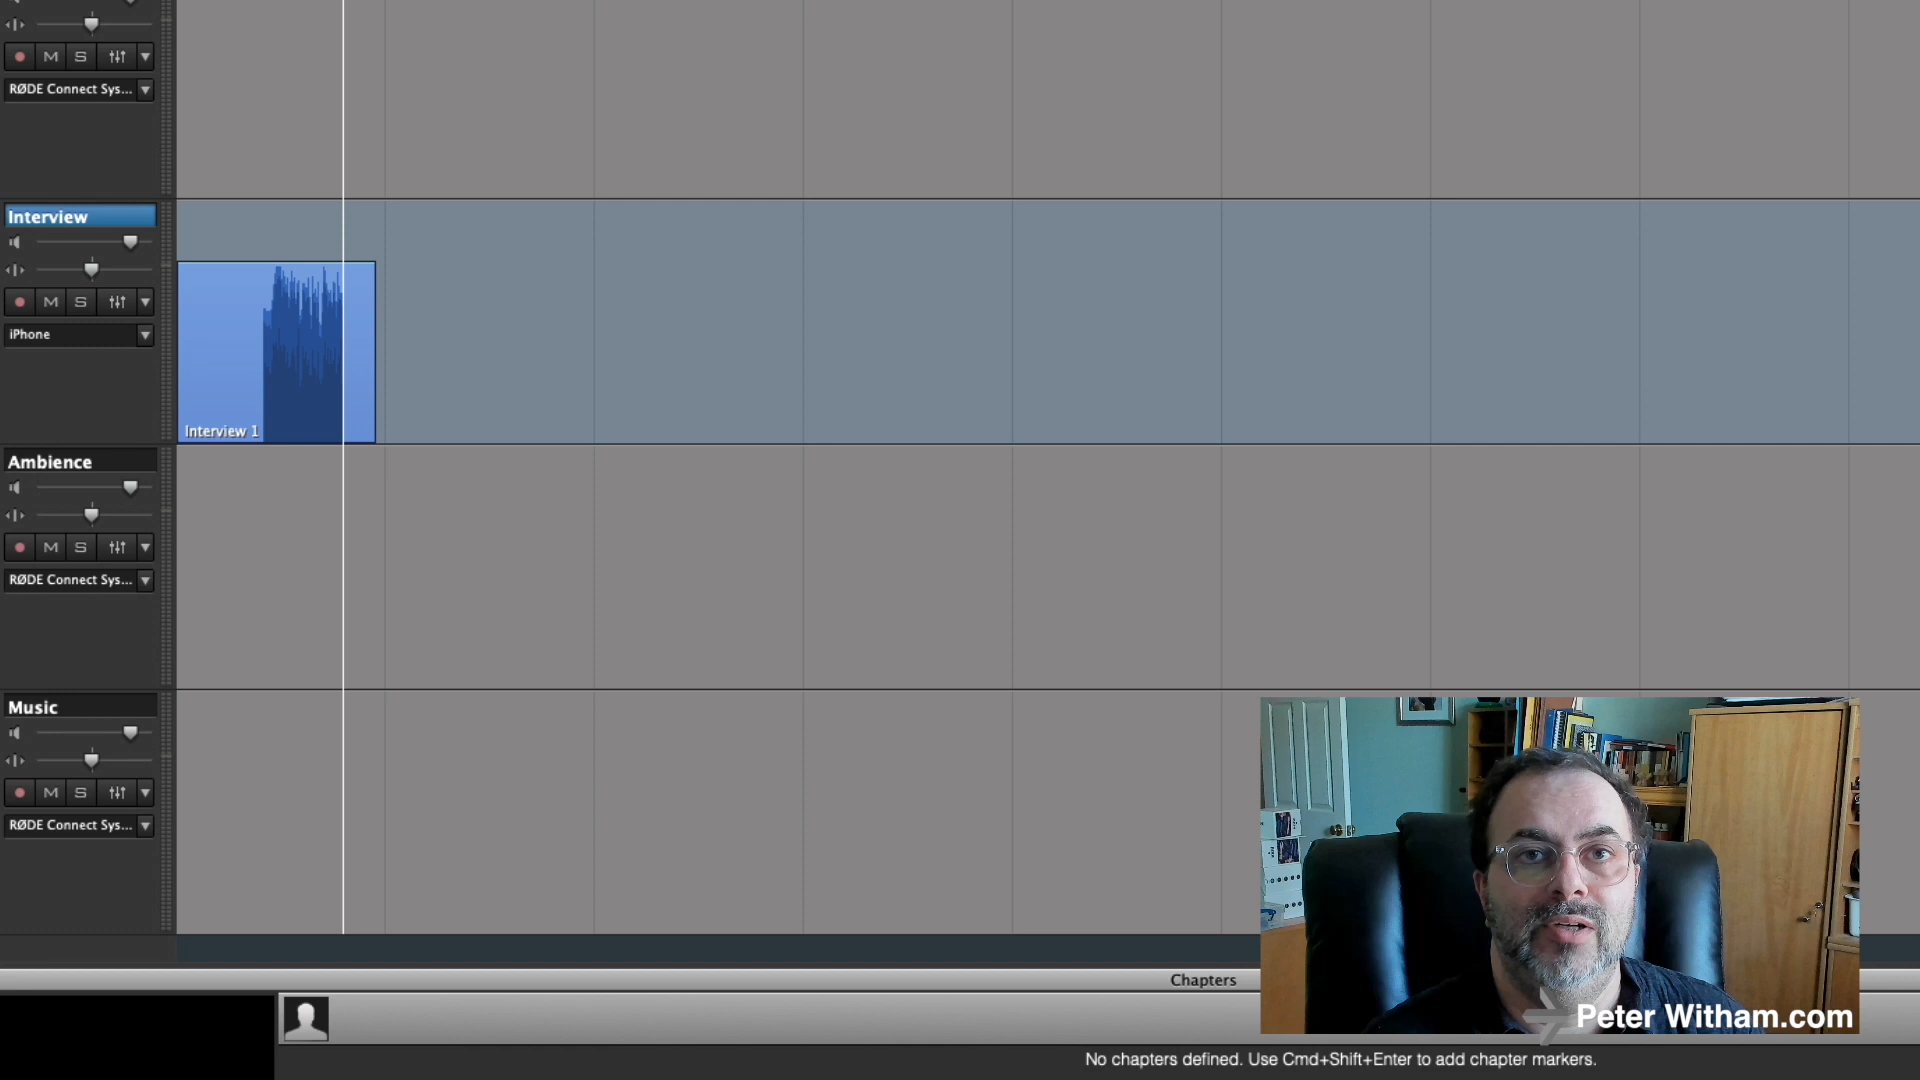 M S
RØDE Connect Sys...
Interview
M S
iPhone
Interview 1
Ambience
M S
RØDE Connect Sys...
Music
M S
RØDE Connect Sys...
Chapters
Peter Witham.com
No chapters defined. Use Cmd+Shift+Enter to add chapter markers.